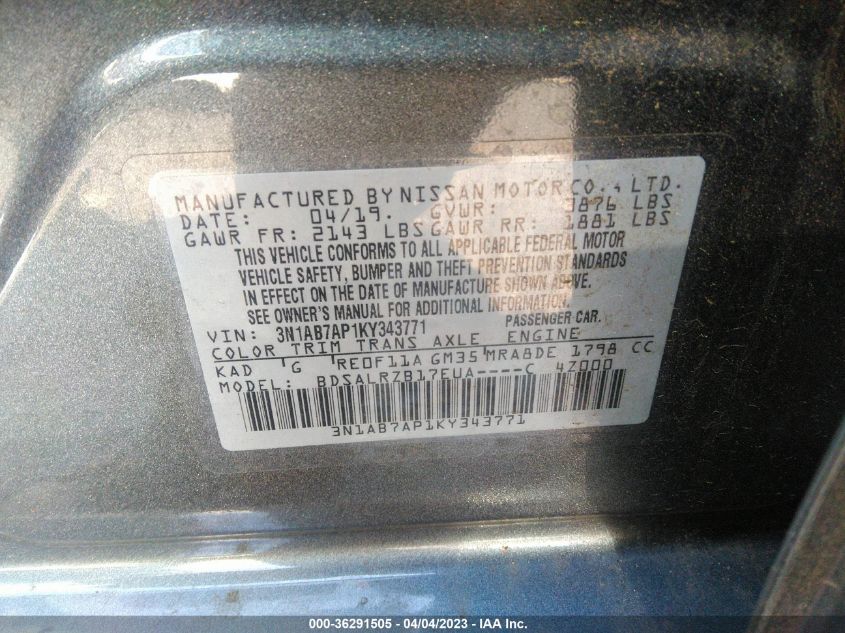 MANUFACTURED BY NISSAN MOTOR CO., LTD.
DATE: 04/19. GVWR: 3876 LBS
GAWR FR: 2143 LBS GAWR RR: 1881 LBS
THIS VEHICLE CONFORMS TO ALL APPLICABLE FEDERAL MOTOR
VEHICLE SAFETY, BUMPER AND THEFT PREVENTION STANDARDS
IN EFFECT ON THE DATE OF MANUFACTURE SHOWN ABOVE.
SEE OWNER'S MANUAL FOR ADDITIONAL INFORMATION.
VIN: 3N1AB7AP1KY343771 PASSENGER CAR.
COLOR TRIM TRANS AXLE ENGINE
KAD G RE0F11A GM35 MRA8DE 1798 CC
MODEL: BDSALRZB17EUA----C 4Z000
3N1AB7AP1KY343771
000-36291505 - 04/04/2023 - IAA Inc.